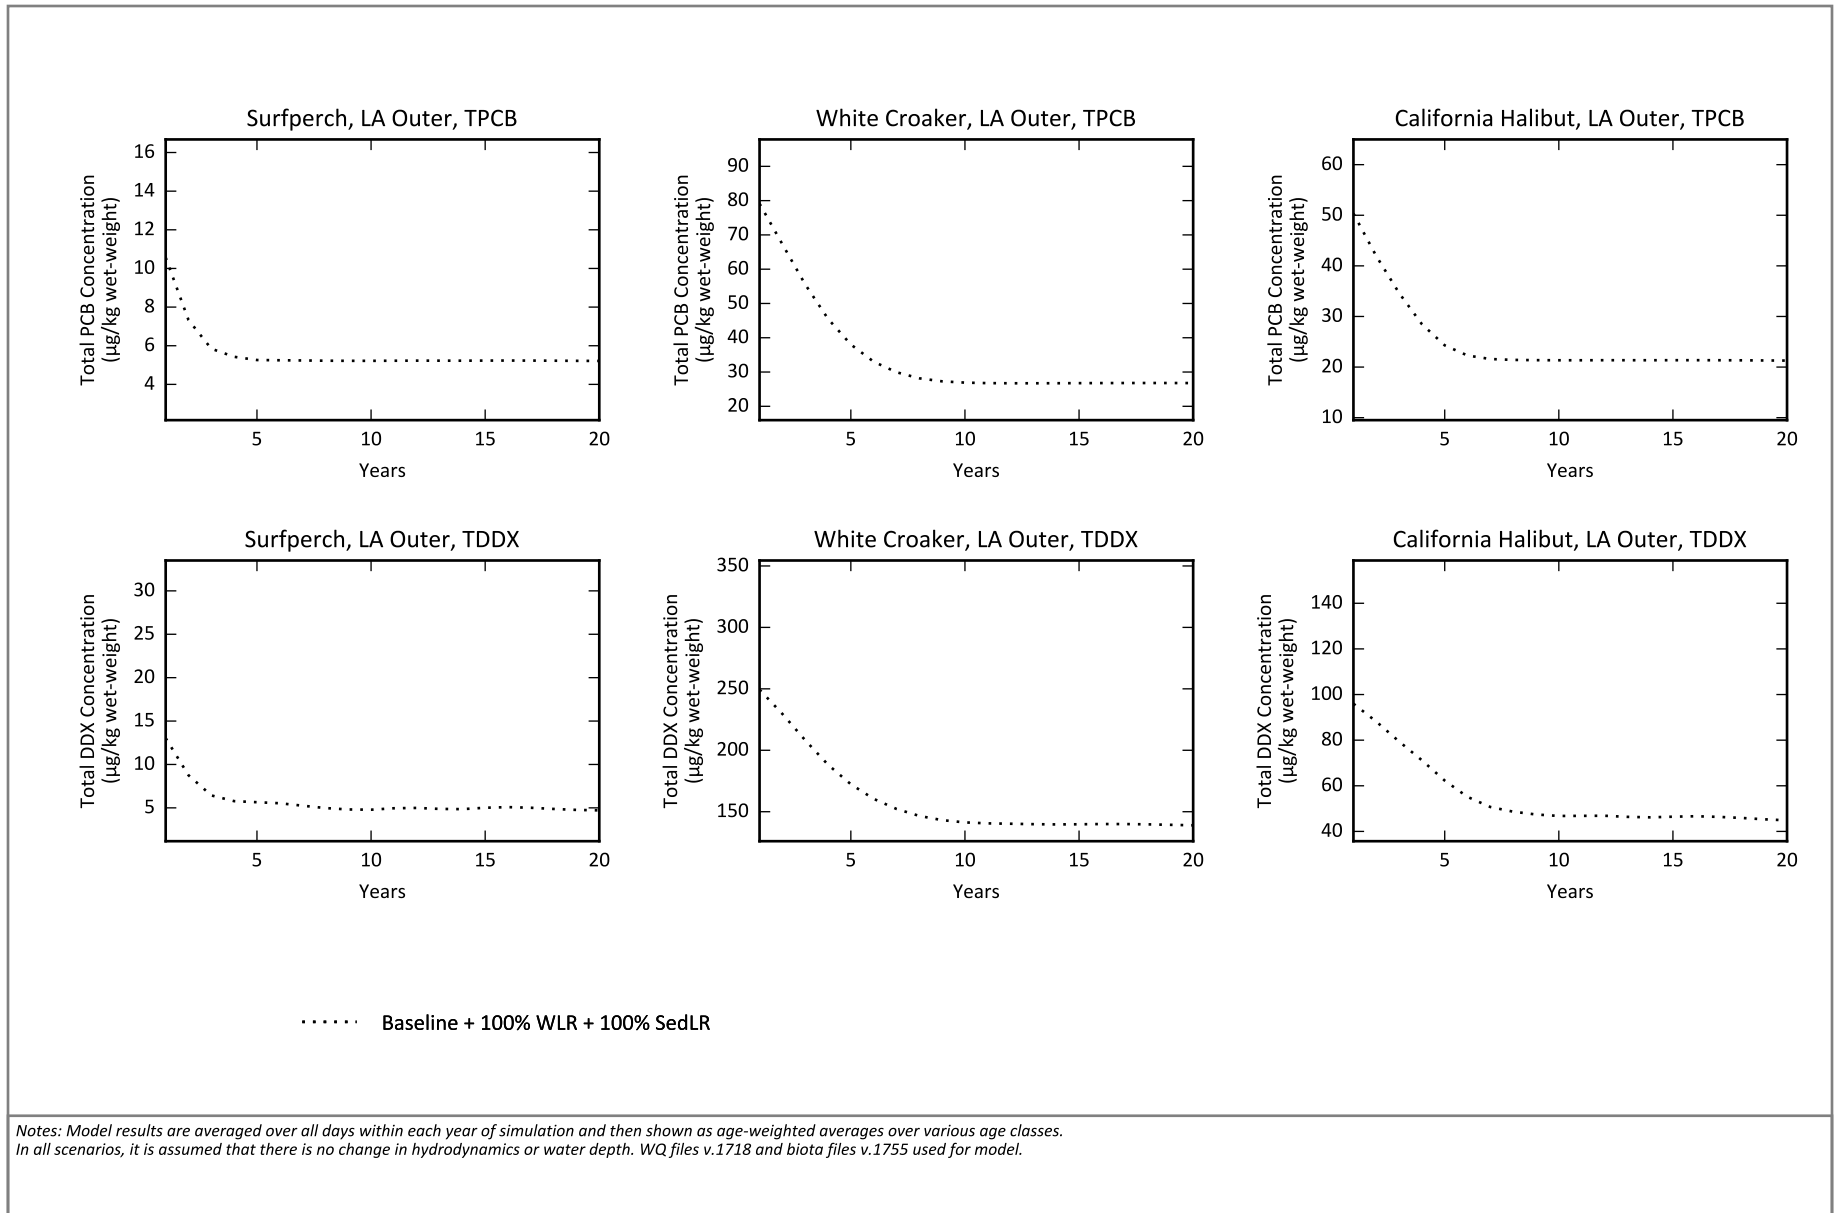 Surfperch, LA Outer, TPCB
Total PCB Concentration
(µg/kg wet-weight)
16
14
12
10
8
6
4
5 10 15 20
Years
White Croaker, LA Outer, TPCB
Total PCB Concentration
(µg/kg wet-weight)
90
80
70
60
50
40
30
20
5 10 15 20
Years
California Halibut, LA Outer, TPCB
Total PCB Concentration
(µg/kg wet-weight)
60
50
40
30
20
10
5 10 15 20
Years
Surfperch, LA Outer, TDDX
Total DDX Concentration
(µg/kg wet-weight)
30
25
20
15
10
5
5 10 15 20
Years
White Croaker, LA Outer, TDDX
Total DDX Concentration
(µg/kg wet-weight)
350
300
250
200
150
5 10 15 20
Years
California Halibut, LA Outer, TDDX
Total DDX Concentration
(µg/kg wet-weight)
140
120
100
80
60
40
5 10 15 20
Years
Baseline + 100% WLR + 100% SedLR
Notes: Model results are averaged over all days within each year of simulation and then shown as age-weighted averages over various age classes.
In all scenarios, it is assumed that there is no change in hydrodynamics or water depth. WQ files v.1718 and biota files v.1755 used for model.